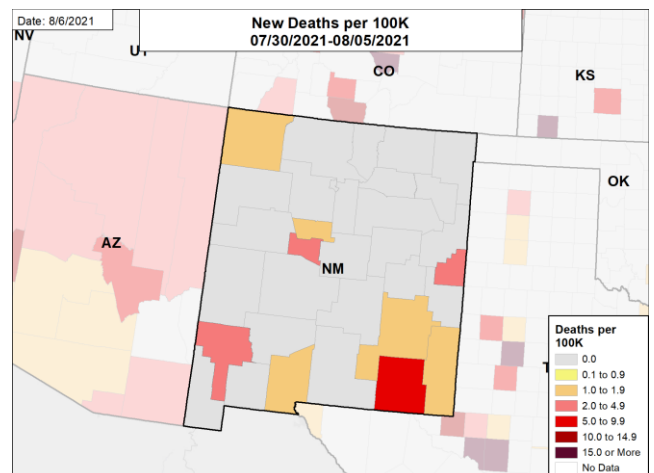 Date: 8/6/2021
New Deaths per 100K
07/30/2021-08/05/2021
NV
UT
CO
KS
OK
AZ
NM
T
Deaths per
100K
0.0
0.1 to 0.9
1.0 to 1.9
2.0 to 4.9
5.0 to 9.9
10.0 to 14.9
15.0 or More
No Data